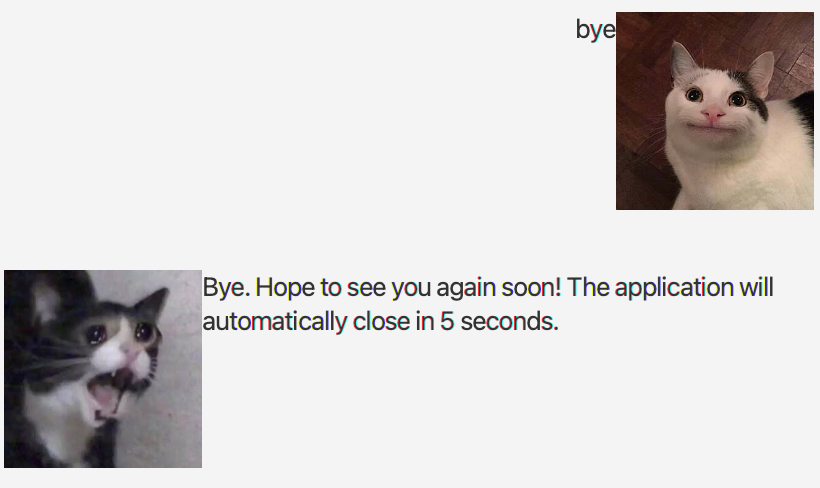 bye
Bye. Hope to see you again soon! The application will
automatically close in 5 seconds.